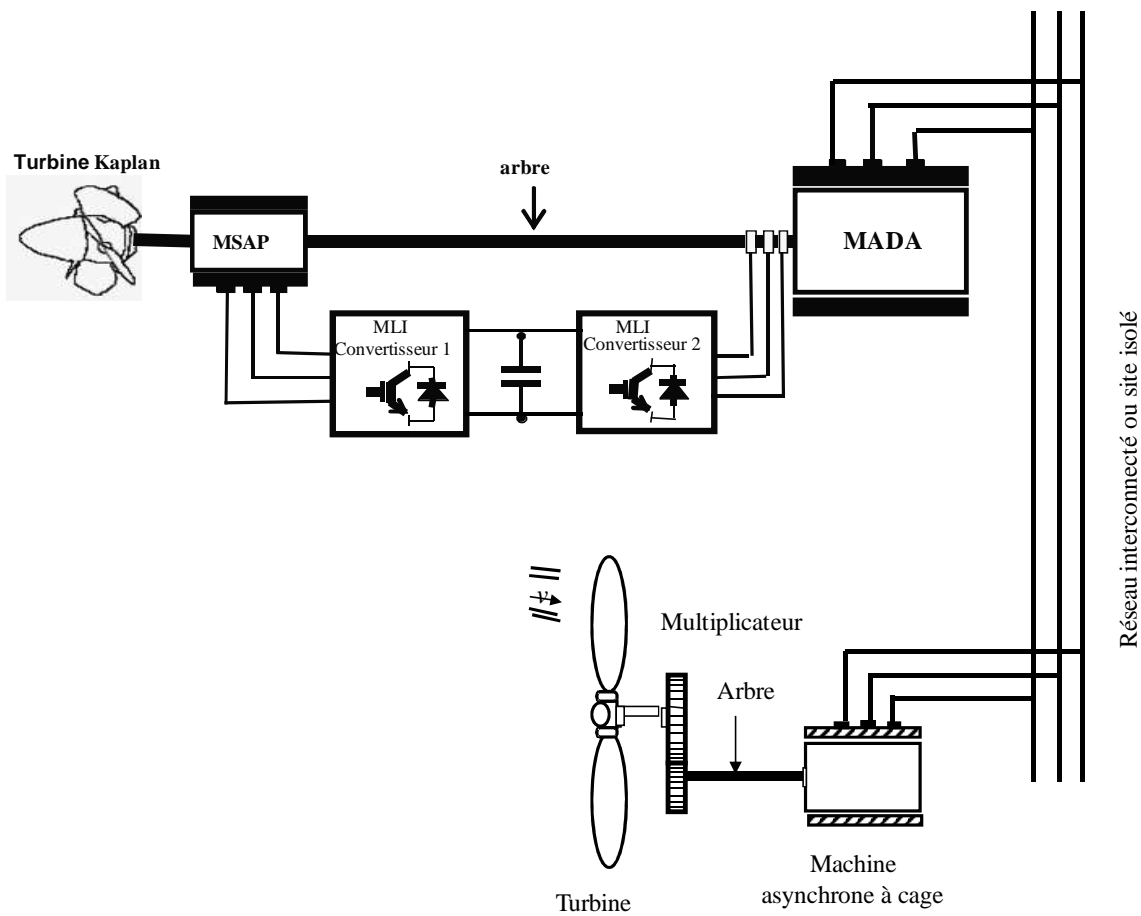 Turbine Kaplan
arbre
MSAP
MADA
MLI
Convertisseur 1
MLI
Convertisseur 2
Réseau interconnecté ou site isolé
v
Multiplicateur
Arbre
Machine
asynchrone à cage
Turbine